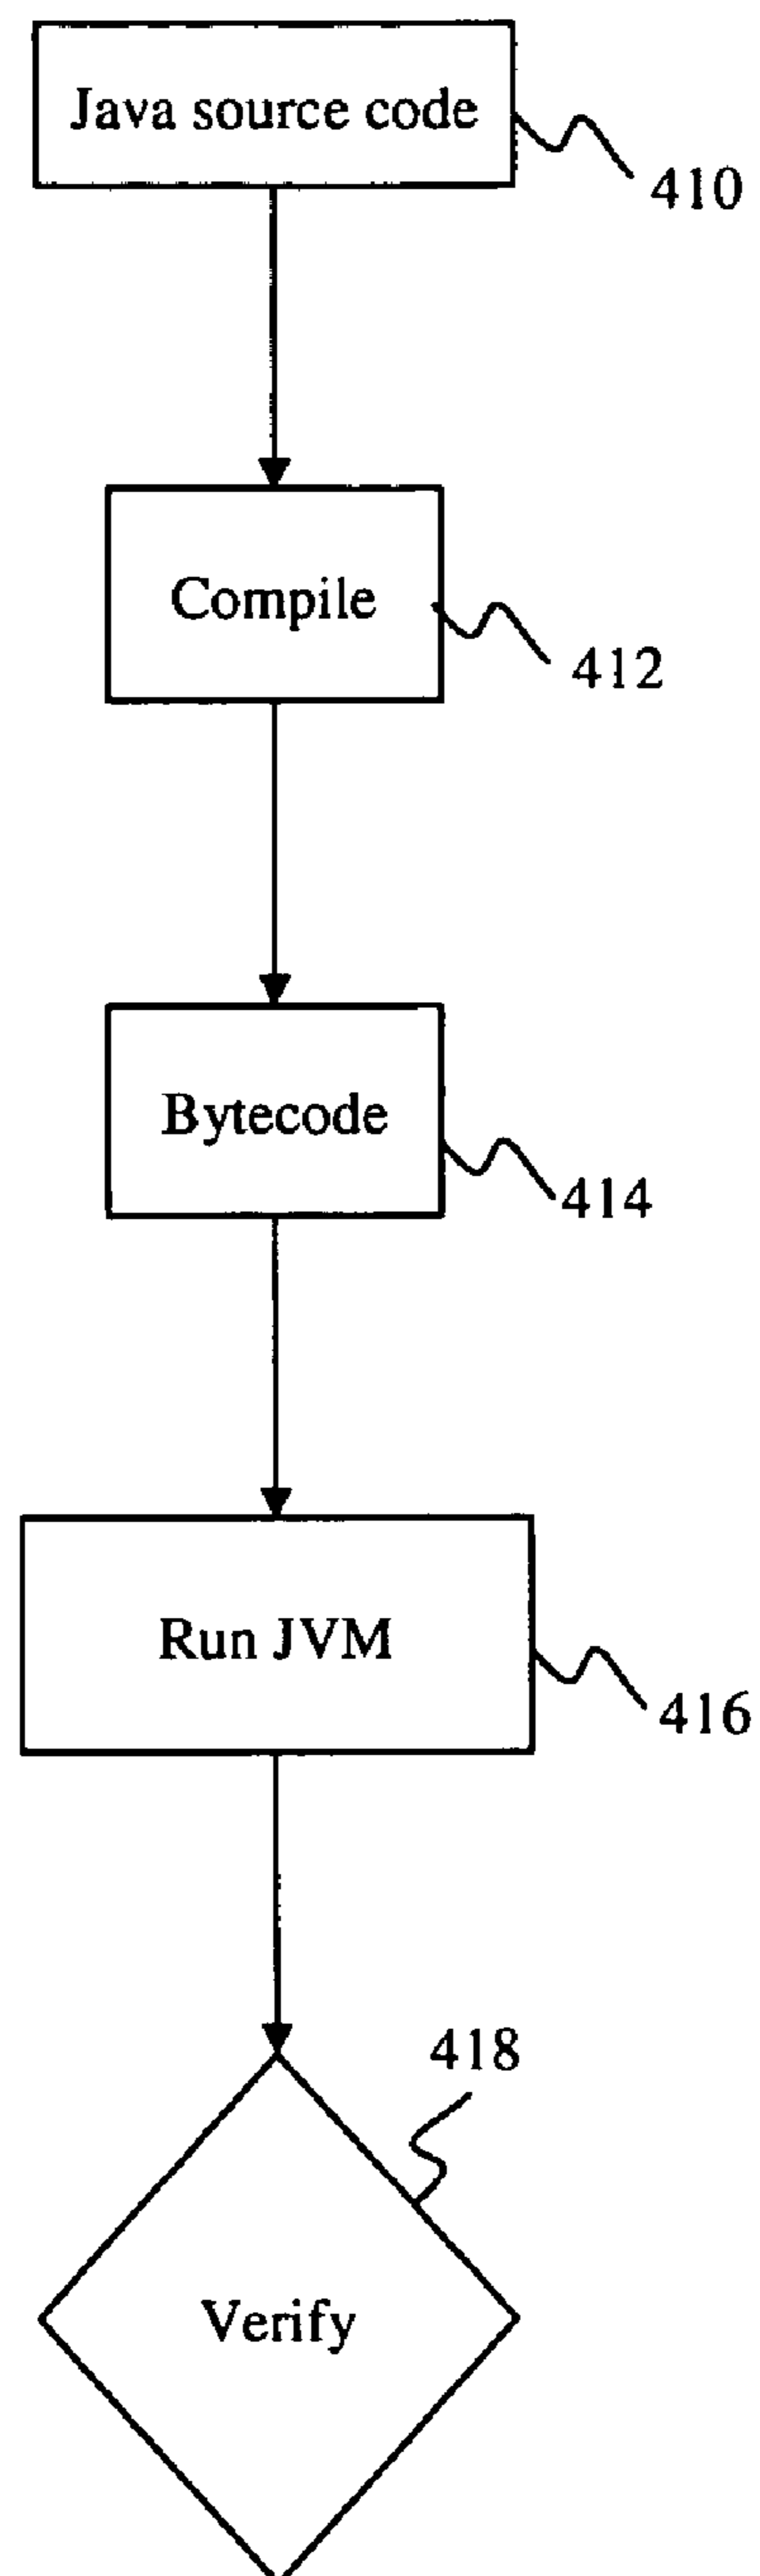 Java source code
410
Compile
412
Bytecode
414
Run JVM
416
418
Verify